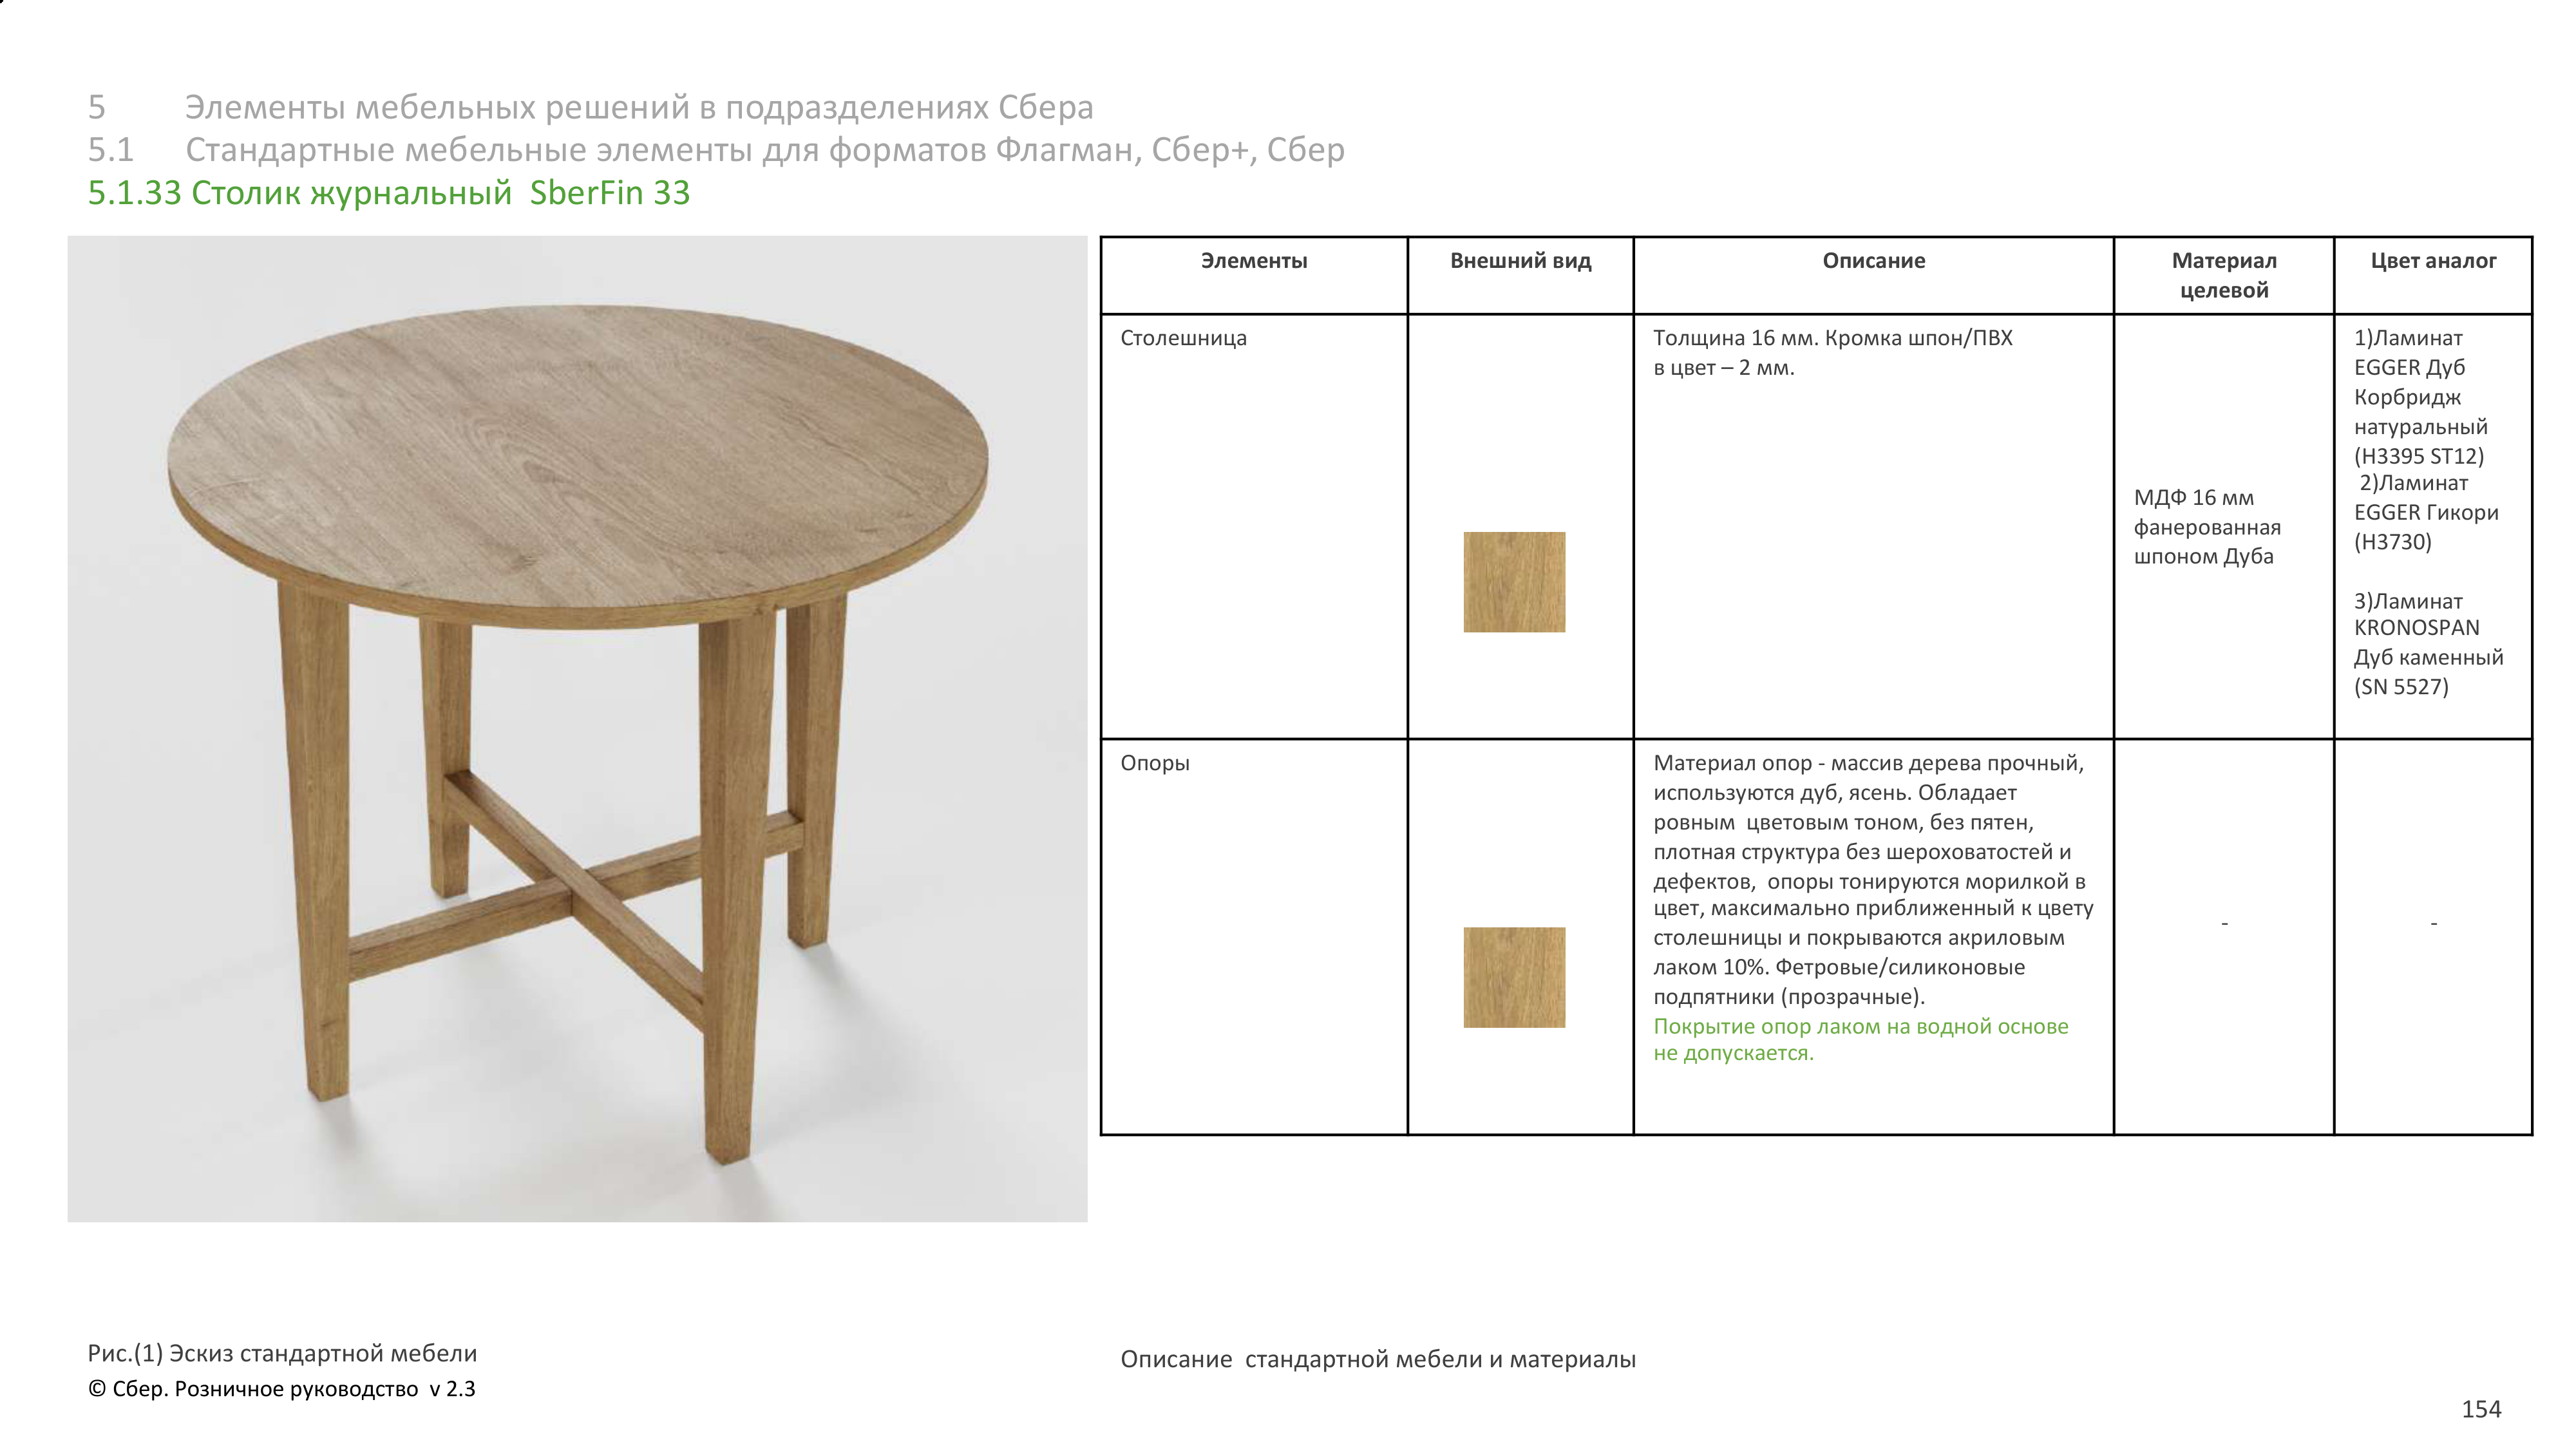 5 Элементы мебельных решений в подразделениях Сбера
5.1 Стандартные мебельные элементы для форматов Флагман, Сбер+, Сбер
5.1.33 Столик журнальный SberFin 33
Элементы
Внешний вид
Описание
Материал
целевой
Цвет аналог
Столешница
Толщина 16 мм. Кромка шпон/ПВХ
в цвет – 2 мм.
МДФ 16 мм
фанерованная
шпоном Дуба
1)Ламинат
EGGER Дуб
Корбридж
натуральный
(H3395 ST12)
2)Ламинат
EGGER Гикори
(H3730)
3)Ламинат
KRONOSPAN
Дуб каменный
(SN 5527)
Опоры
Материал опор - массив дерева прочный,
используются дуб, ясень. Обладает
ровным цветовым тоном, без пятен,
плотная структура без шероховатостей и
дефектов, опоры тонируются морилкой в
цвет, максимально приближенный к цвету
столешницы и покрываются акриловым
лаком 10%. Фетровые/силиконовые
подпятники (прозрачные).
Покрытие опор лаком на водной основе
не допускается.
-
-
Рис.(1) Эскиз стандартной мебели
Описание стандартной мебели и материалы
© Сбер. Розничное руководство v 2.3
154